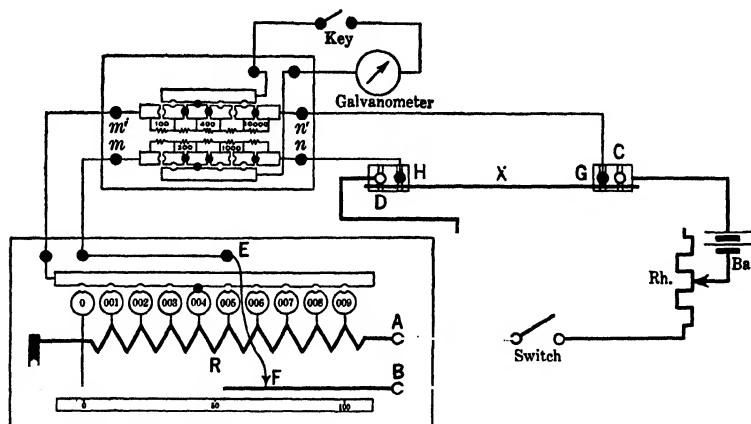 Key
Galvanometer
m' n'
100 400 10000
m n
200 1000
H X G C
D
E
Ba
Rh.
0 001 002 003 004 005 006 007 008 009
A
R
Switch
F B
0 50 100